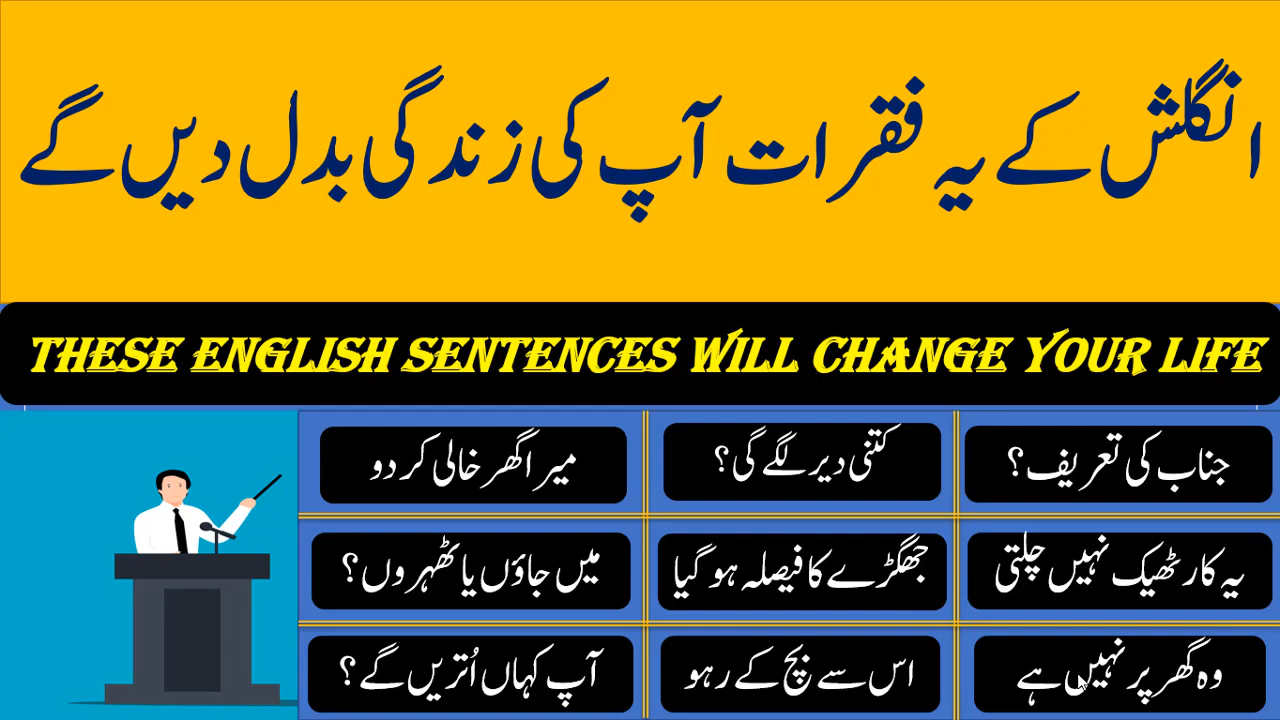 انگلش کے یہ فقرات آپ کی زندگی بدل دیں گے
THESE ENGLISH SENTENCES WILL CHANGE YOUR LIFE
جناب کی تعریف؟
کتنی دیر لگے گی؟
میرا گھر خالی کر دو
یہ کار ٹھیک نہیں چلتی
جھگڑے کا فیصلہ ہو گیا
میں جاؤں یا ٹھہروں؟
وہ گھر پر نہیں ہے
اس سے بچ کے رہو
آپ کہاں اُتریں گے؟